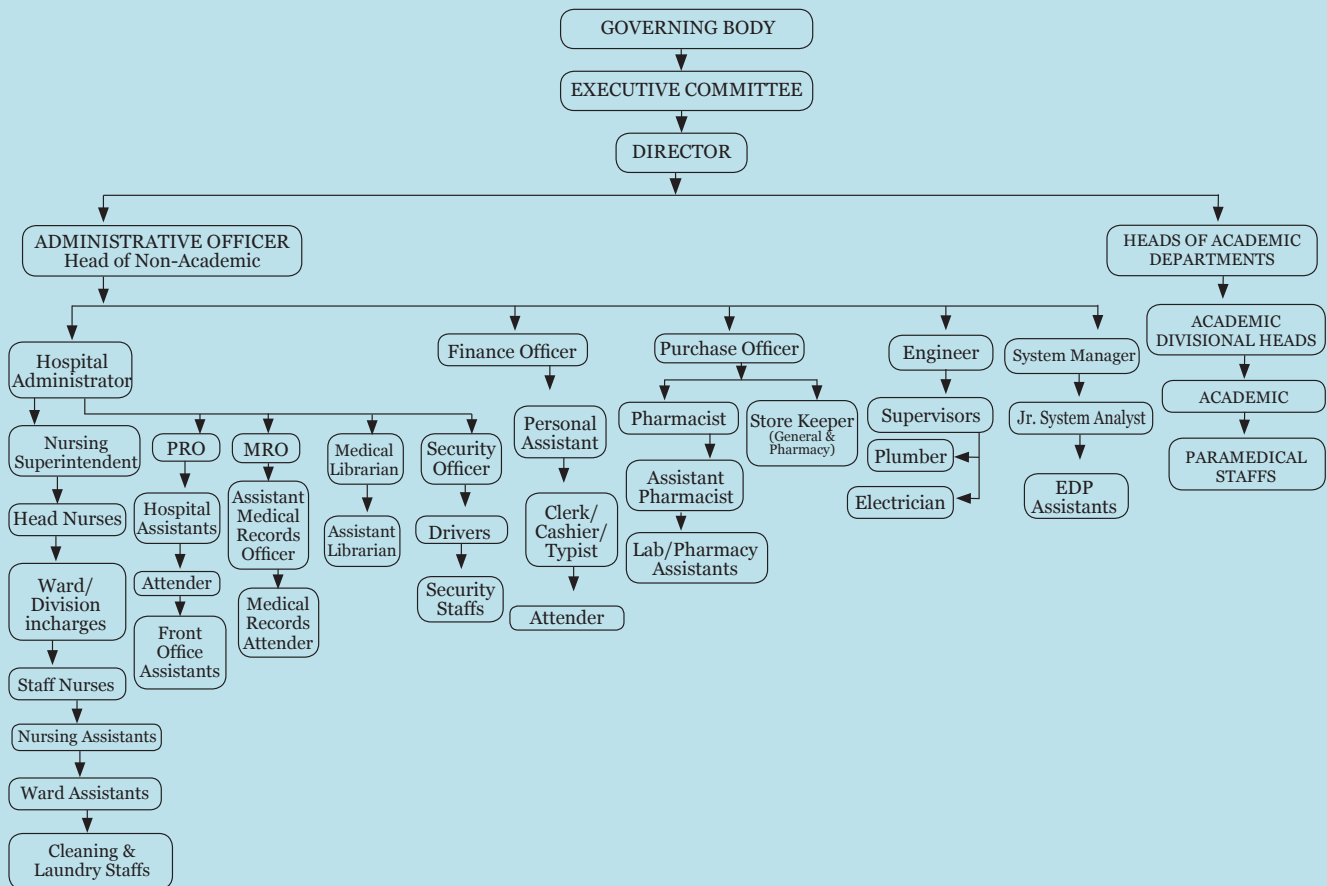 GOVERNING BODY
EXECUTIVE COMMITTEE
DIRECTOR
ADMINISTRATIVE OFFICER
Head of Non-Academic
HEADS OF ACADEMIC
DEPARTMENTS
Hospital
Administrator
Finance Officer
Purchase Officer
Engineer
System Manager
ACADEMIC
DIVISIONAL HEADS
Nursing
Superintendent
PRO
MRO
Medical
Librarian
Security
Officer
Personal
Assistant
Pharmacist
Store Keeper
(General &
Pharmacy)
Supervisors
Plumber
Electrician
Jr. System Analyst
ACADEMIC
Head Nurses
Hospital
Assistants
Assistant
Medical
Records
Officer
Assistant
Librarian
Drivers
Clerk/
Cashier/
Typist
Assistant
Pharmacist
EDP
Assistants
PARAMEDICAL
STAFFS
Ward/
Division
incharges
Attender
Medical
Records
Attender
Security
Staffs
Attender
Lab/Pharmacy
Assistants
Front
Office
Assistants
Staff Nurses
Nursing Assistants
Ward Assistants
Cleaning &
Laundry Staffs